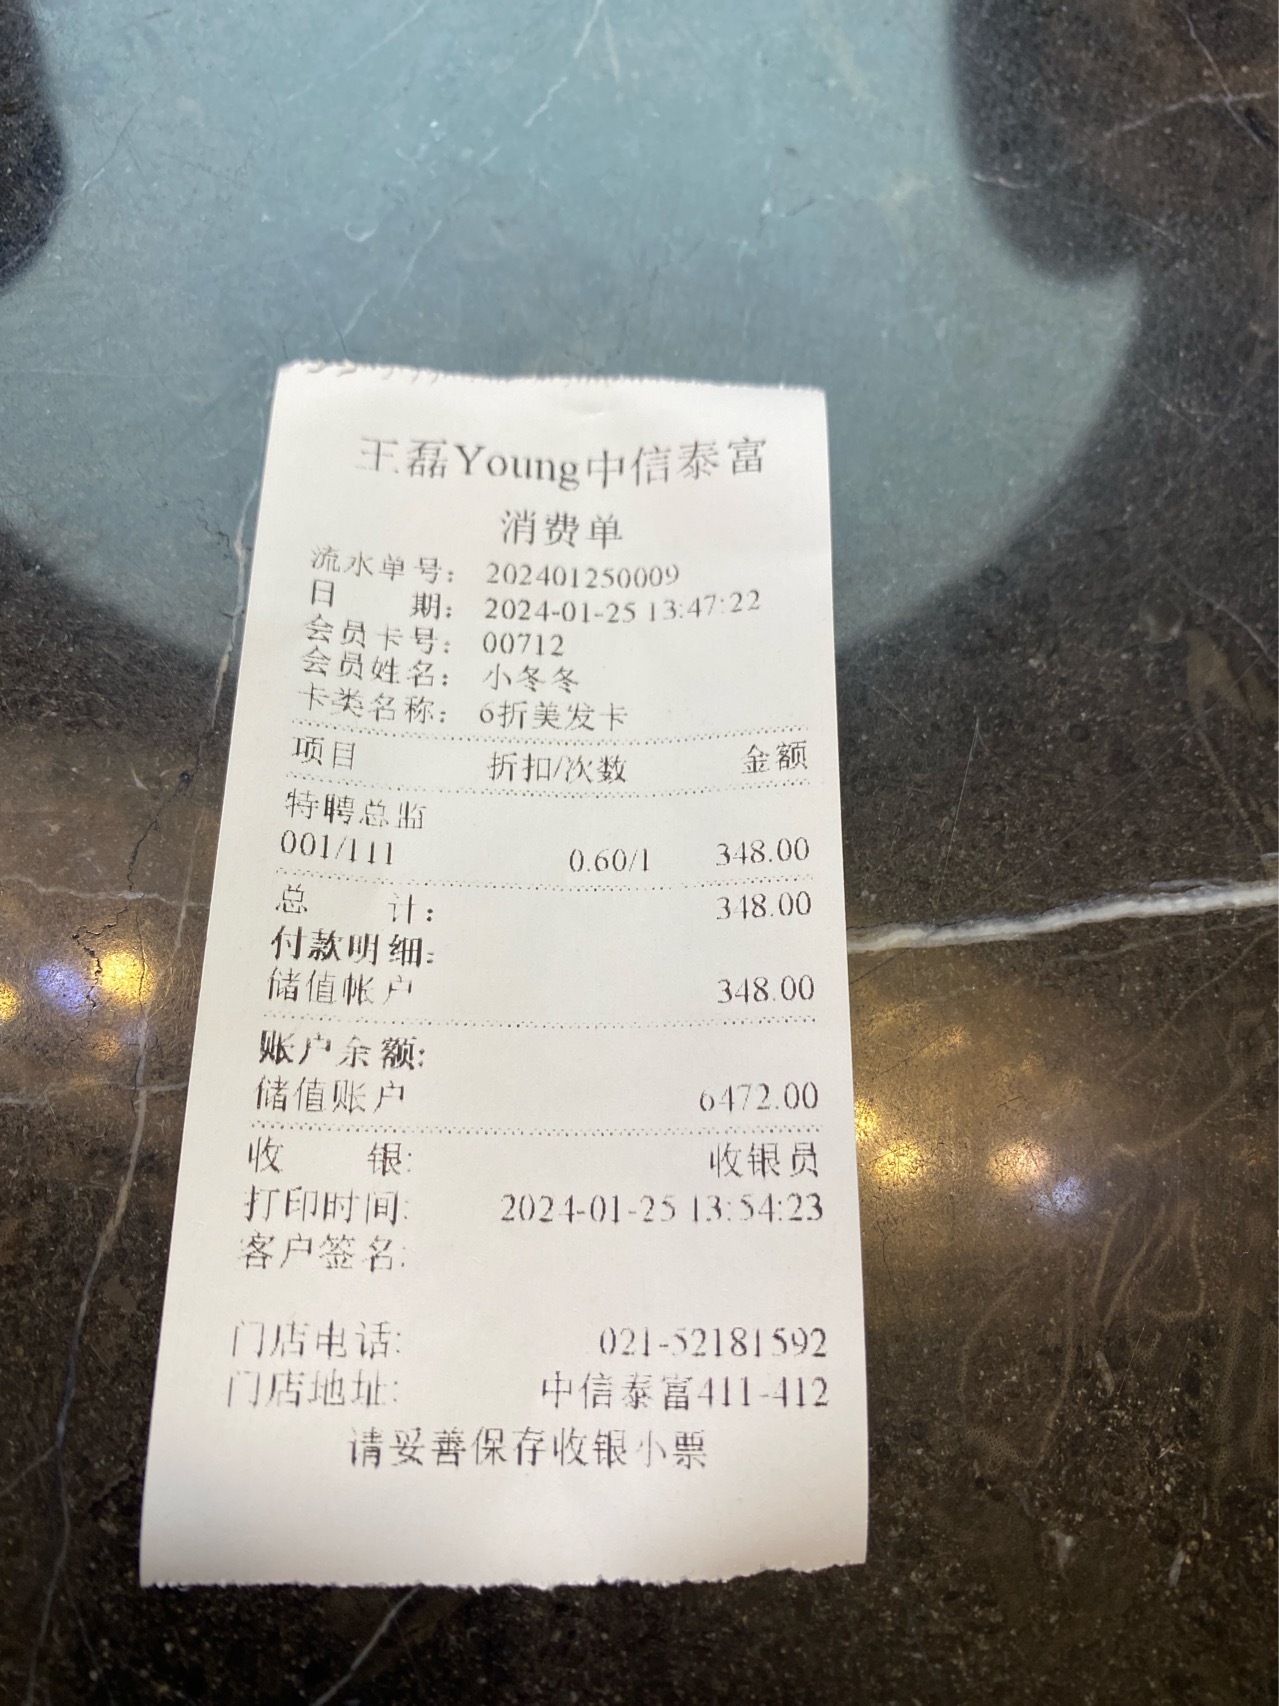 王磊Young中信泰富
消费单
流水单号： 202401250009
日 期： 2024-01-25 13:47:22
会员卡号： 00712
会员姓名： 小冬冬
卡类名称： 6折美发卡
项目 折扣/次数 金额
特聘总监
001/111 0.60/1 348.00
总 计： 348.00
付款明细：
储值帐户 348.00
账户余额：
储值账户 6472.00
收 银： 收银员
打印时间： 2024-01-25 13:54:23
客户签名：
门店电话： 021-52181592
门店地址： 中信泰富411-412
请妥善保存收银小票